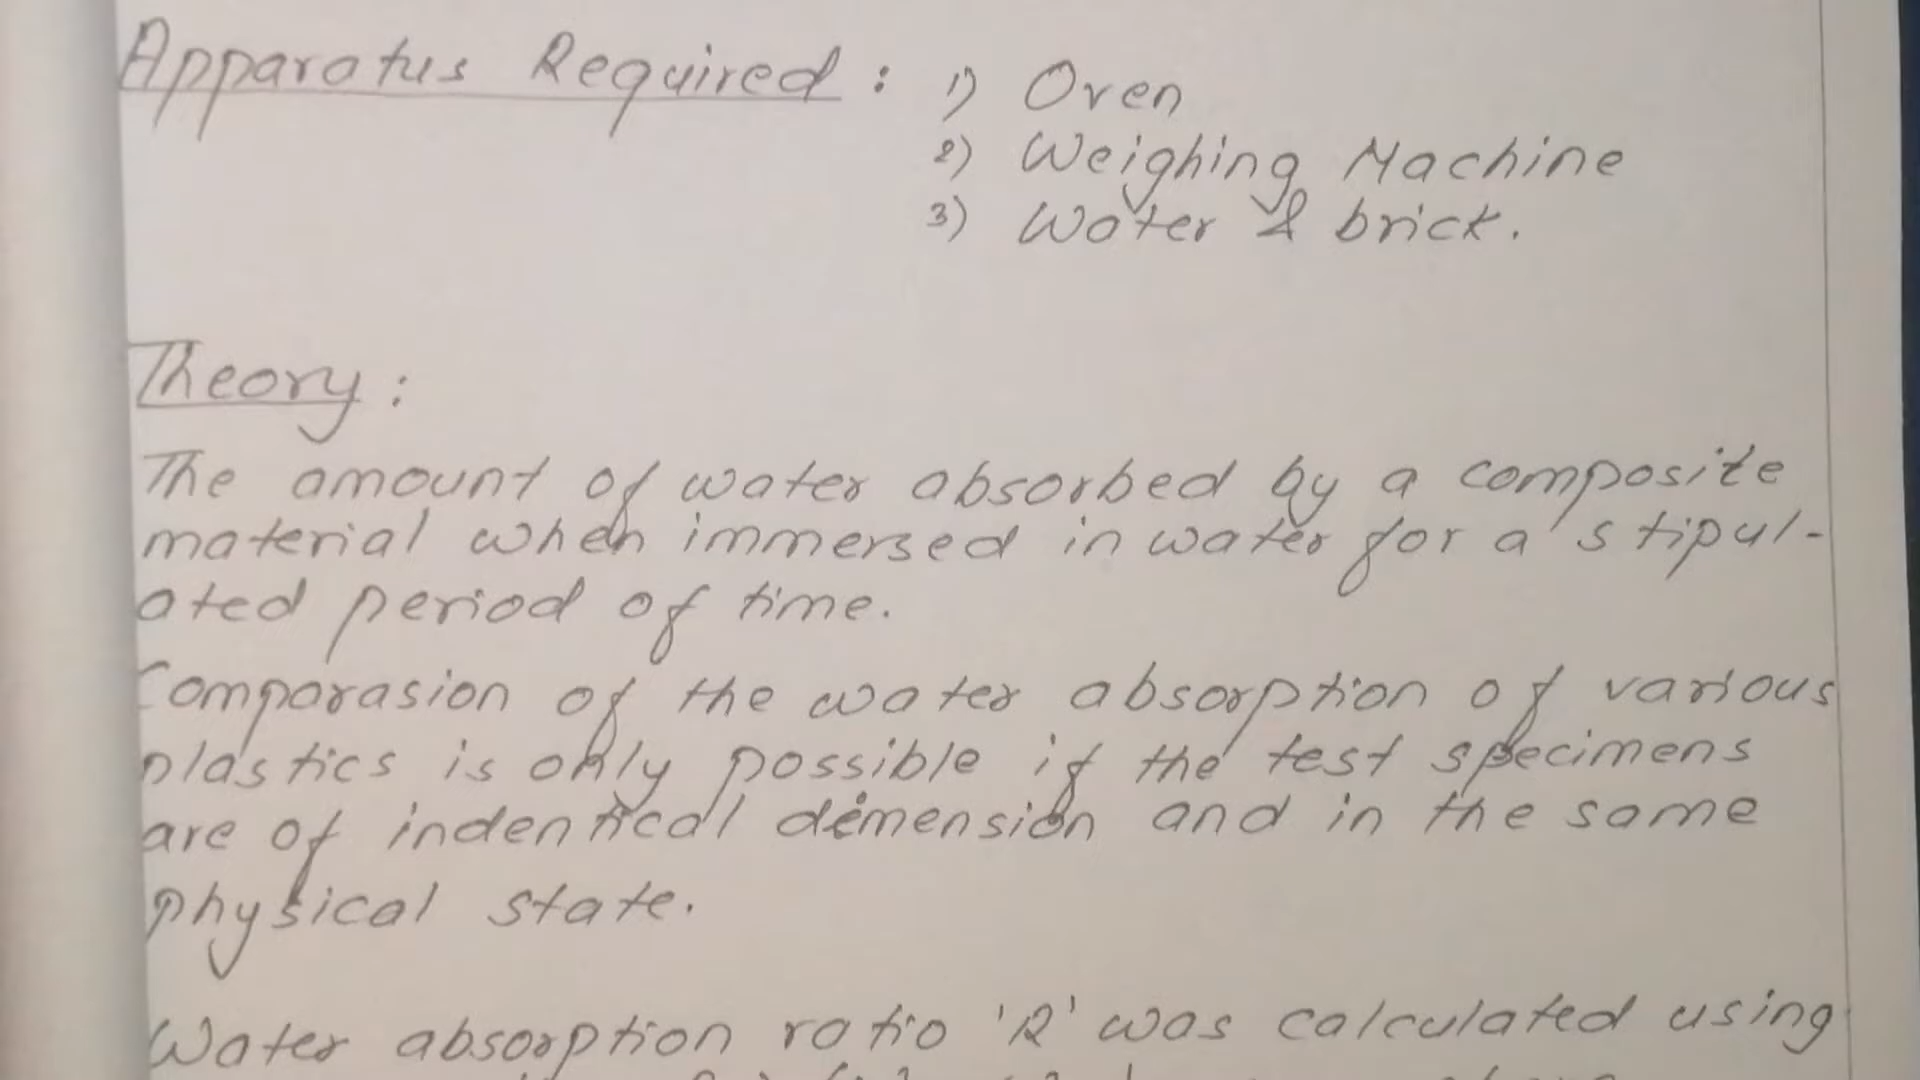 Apparatus Required : 1) Oven
2) Weighing Machine
3) Water & brick.
Theory :
The amount of water absorbed by a composite
material when immersed in water for a stipul-
ated period of time.
Comparasion of the water absorption of various
plastics is only possible if the test specimens
are of indentical dimension and in the same
physical state.
Water absorption ratio 'R' was calculated using